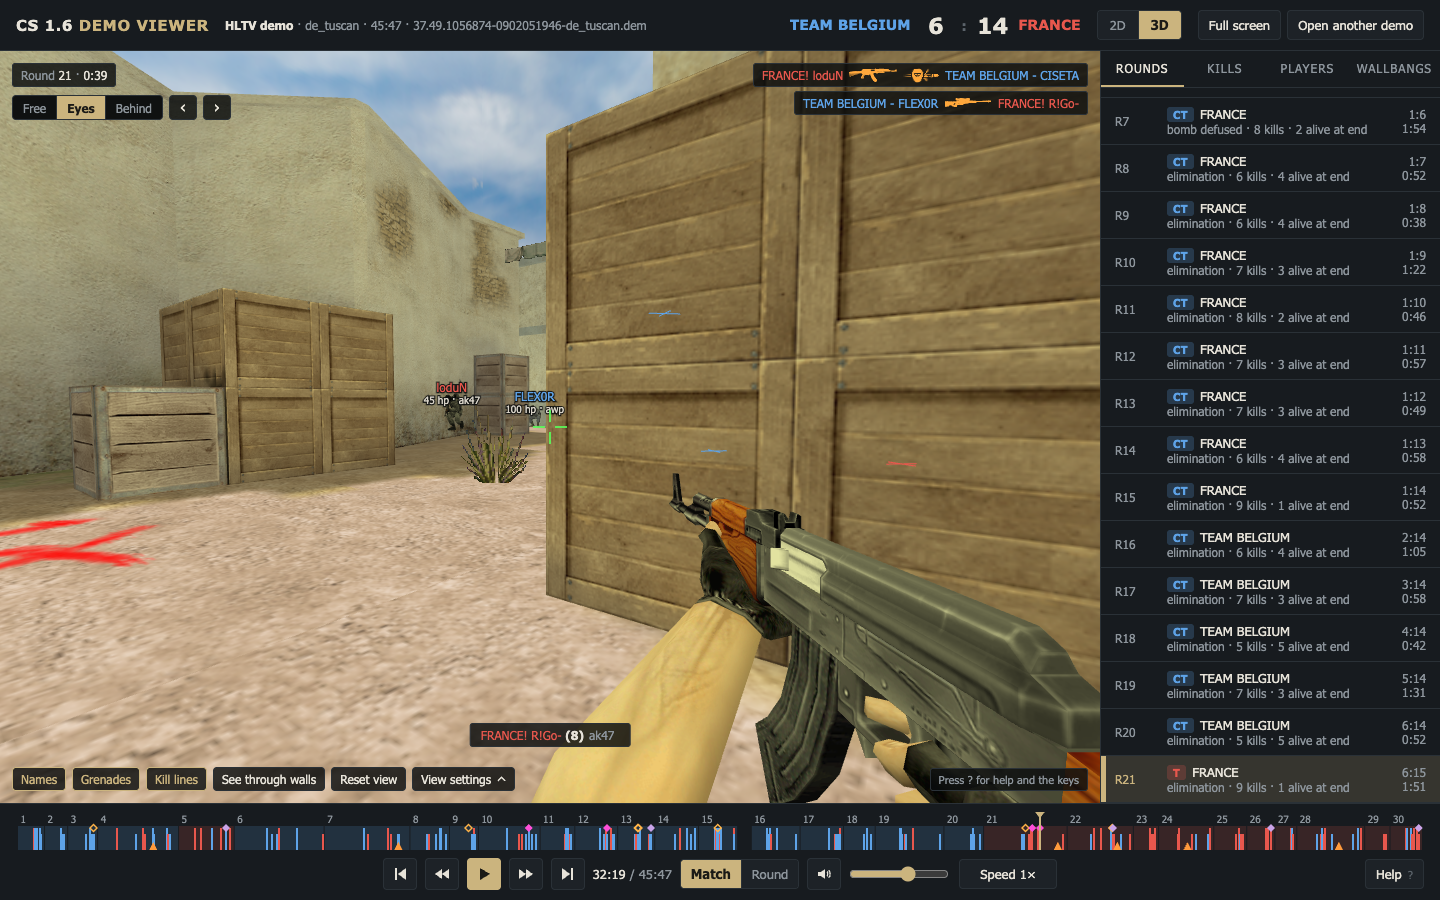 CS 1.6 DEMO VIEWER
HLTV demo · de_tuscan · 45:47 · 37.49.1056874-0902051946-de_tuscan.dem
TEAM BELGIUM 6 : 14 FRANCE
2D 3D
Full screen
Open another demo
Round 21 · 0:39
Free Eyes Behind < >
FRANCE! loduN TEAM BELGIUM - CISETA
TEAM BELGIUM - FLEX0R FRANCE! R!Go-
loduN
45 hp · ak47
FLEX0R
100 hp · awp
FRANCE! R!Go- (8) ak47
Names Grenades Kill lines See through walls Reset view View settings
Press ? for help and the keys
ROUNDS KILLS PLAYERS WALLBANGS
R7 CT FRANCE 1:6
bomb defused · 8 kills · 2 alive at end 1:54
R8 CT FRANCE 1:7
elimination · 6 kills · 4 alive at end 0:52
R9 CT FRANCE 1:8
elimination · 6 kills · 4 alive at end 0:38
R10 CT FRANCE 1:9
elimination · 7 kills · 3 alive at end 1:22
R11 CT FRANCE 1:10
elimination · 8 kills · 2 alive at end 0:46
R12 CT FRANCE 1:11
elimination · 7 kills · 3 alive at end 0:57
R13 CT FRANCE 1:12
elimination · 7 kills · 3 alive at end 0:49
R14 CT FRANCE 1:13
elimination · 6 kills · 4 alive at end 0:58
R15 CT FRANCE 1:14
elimination · 9 kills · 1 alive at end 0:52
R16 CT TEAM BELGIUM 2:14
elimination · 6 kills · 4 alive at end 1:05
R17 CT TEAM BELGIUM 3:14
elimination · 7 kills · 3 alive at end 0:58
R18 CT TEAM BELGIUM 4:14
elimination · 5 kills · 5 alive at end 0:42
R19 CT TEAM BELGIUM 5:14
elimination · 7 kills · 3 alive at end 1:31
R20 CT TEAM BELGIUM 6:14
elimination · 5 kills · 5 alive at end 0:52
R21 T FRANCE 6:15
elimination · 9 kills · 1 alive at end 1:51
1 2 3 4 5 6 7 8 9 10 11 12 13 14 15 16 17 18 19 20 21 22 23 24 25 26 27 28 29 30
32:19 / 45:47 Match Round Speed 1× Help ?